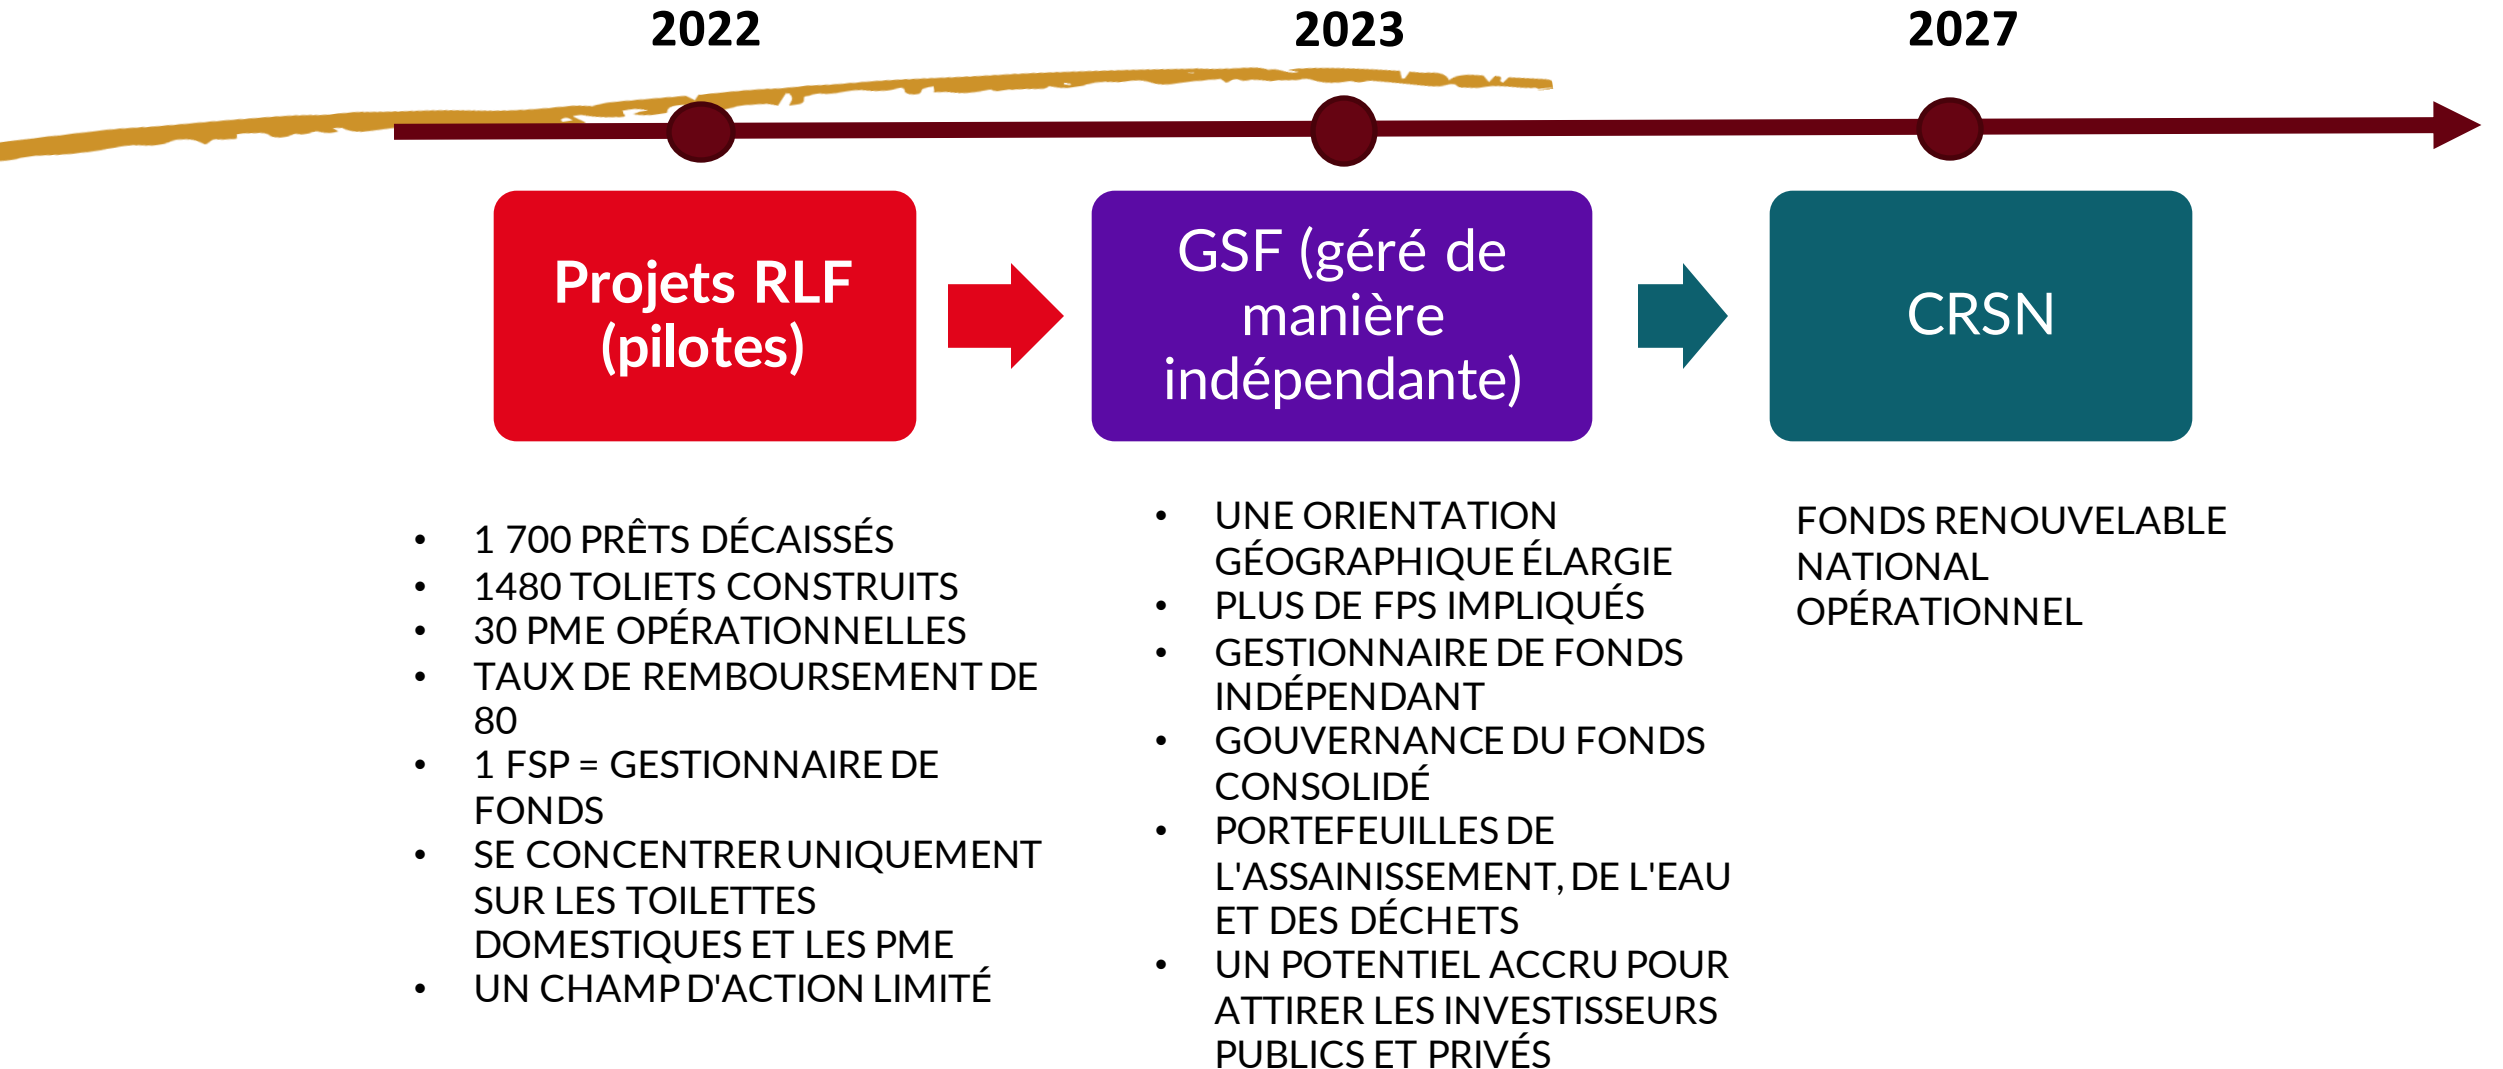 2022
2023
2027
Projets RLF
(pilotes)
GSF (géré de
manière
indépendante)
CRSN
• 1 700 PRÊTS DÉCAISSÉS
• 1480 TOLIETS CONSTRUITS
• 30 PME OPÉRATIONNELLES
• TAUX DE REMBOURSEMENT DE
80
• 1 FSP = GESTIONNAIRE DE
FONDS
• SE CONCENTRER UNIQUEMENT
SUR LES TOILETTES
DOMESTIQUES ET LES PME
• UN CHAMP D'ACTION LIMITÉ
• UNE ORIENTATION
GÉOGRAPHIQUE ÉLARGIE
• PLUS DE FPS IMPLIQUÉS
• GESTIONNAIRE DE FONDS
INDÉPENDANT
• GOUVERNANCE DU FONDS
CONSOLIDÉ
• PORTEFEUILLES DE
L'ASSAINISSEMENT, DE L'EAU
ET DES DÉCHETS
• UN POTENTIEL ACCRU POUR
ATTIRER LES INVESTISSEURS
PUBLICS ET PRIVÉS
FONDS RENOUVELABLE
NATIONAL
OPÉRATIONNEL